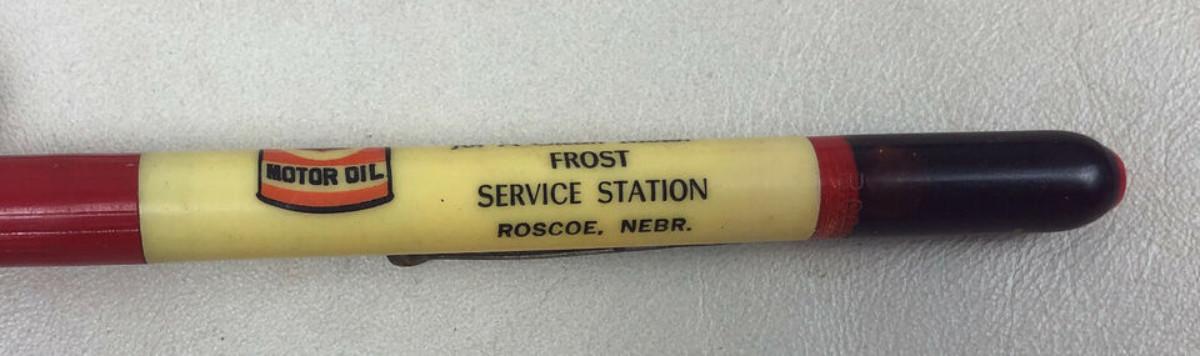 MOTOR OIL
FROST
SERVICE STATION
ROSCOE, NEBR.